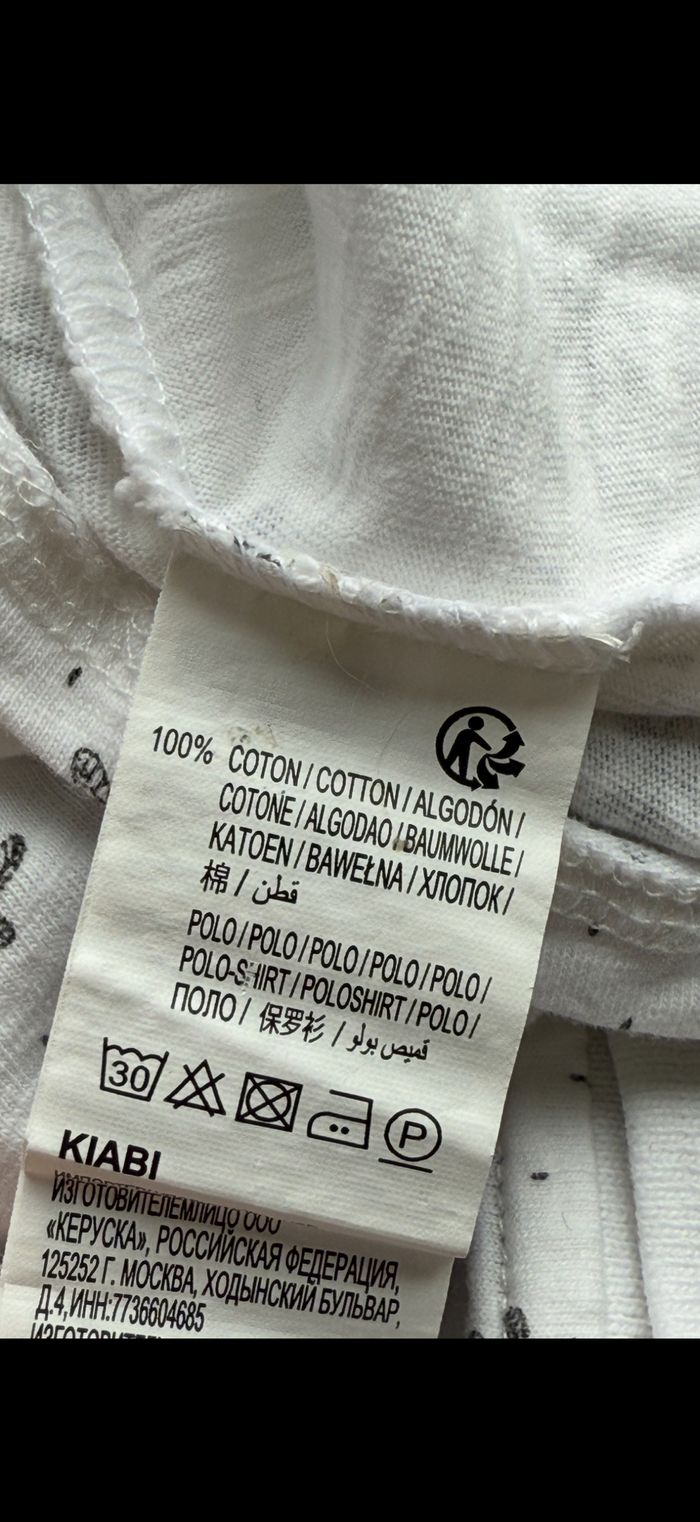 100% COTON / COTTON / ALGODÓN /
COTONE / ALGODAO / BAUMWOLLE /
KATOEN / BAWEŁNA / ХЛОПОК /
棉 / قطن
POLO / POLO / POLO / POLO / POLO /
POLO-SHIRT / POLOSHIRT / POLO /
ПОЛО / 保罗衫 / قميص بولو
30
P
KIABI
ИЗГОТОВИТЕЛЕМЛИЦО ООО
«КЕРУСКА», РОССИЙСКАЯ ФЕДЕРАЦИЯ,
125252 Г. МОСКВА, ХОДЫНСКИЙ БУЛЬВАР,
Д.4,ИНН:7736604685